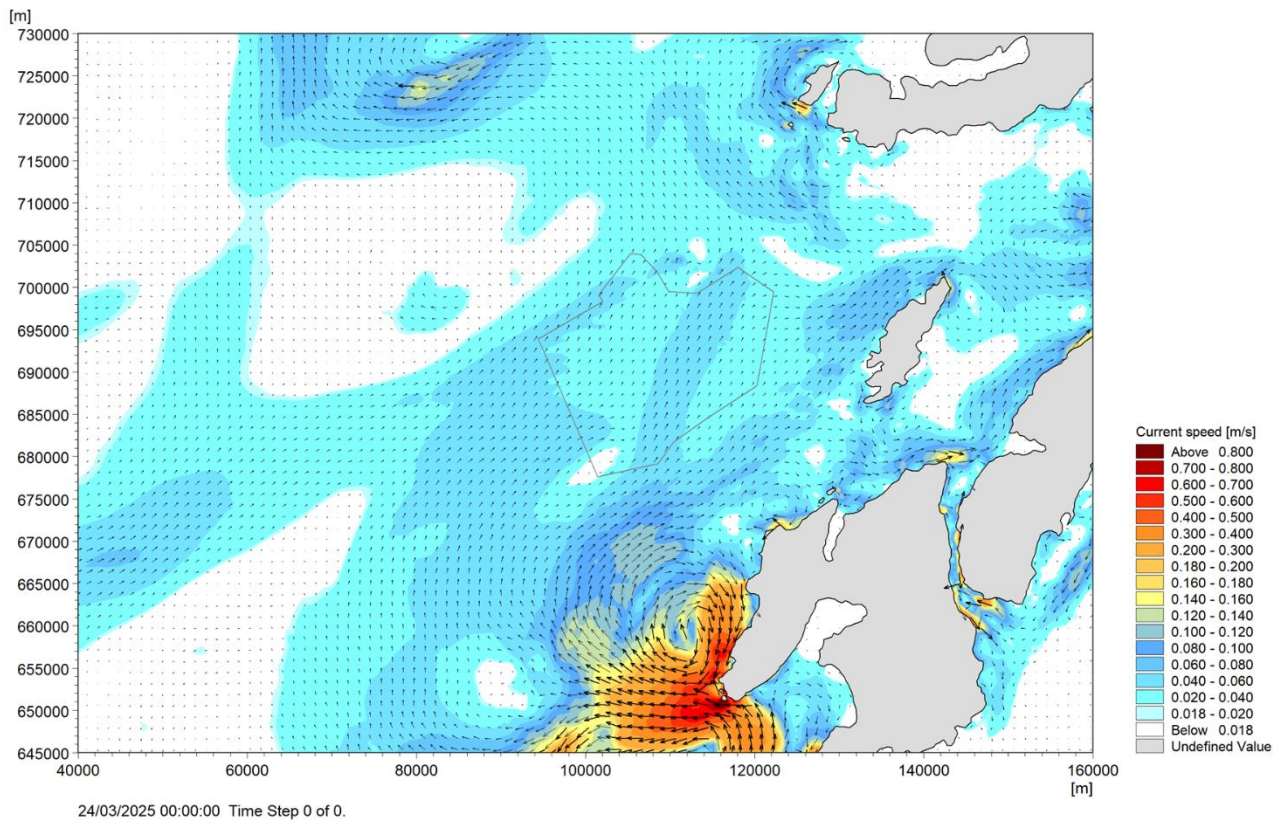 [m]
730000
725000
720000
715000
710000
705000
700000
695000
690000
685000
680000
675000
670000
665000
660000
655000
650000
645000
40000 60000 80000 100000 120000 140000 160000
[m]
Current speed [m/s]
Above 0.800
0.700 - 0.800
0.600 - 0.700
0.500 - 0.600
0.400 - 0.500
0.300 - 0.400
0.200 - 0.300
0.180 - 0.200
0.160 - 0.180
0.140 - 0.160
0.120 - 0.140
0.100 - 0.120
0.080 - 0.100
0.060 - 0.080
0.040 - 0.060
0.020 - 0.040
0.018 - 0.020
Below 0.018
Undefined Value
24/03/2025 00:00:00 Time Step 0 of 0.